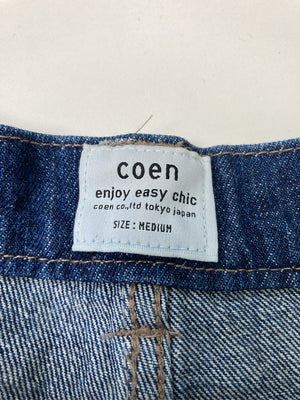 coen
enjoy easy chic
coen co.,ltd tokyo japan
SIZE : MEDIUM